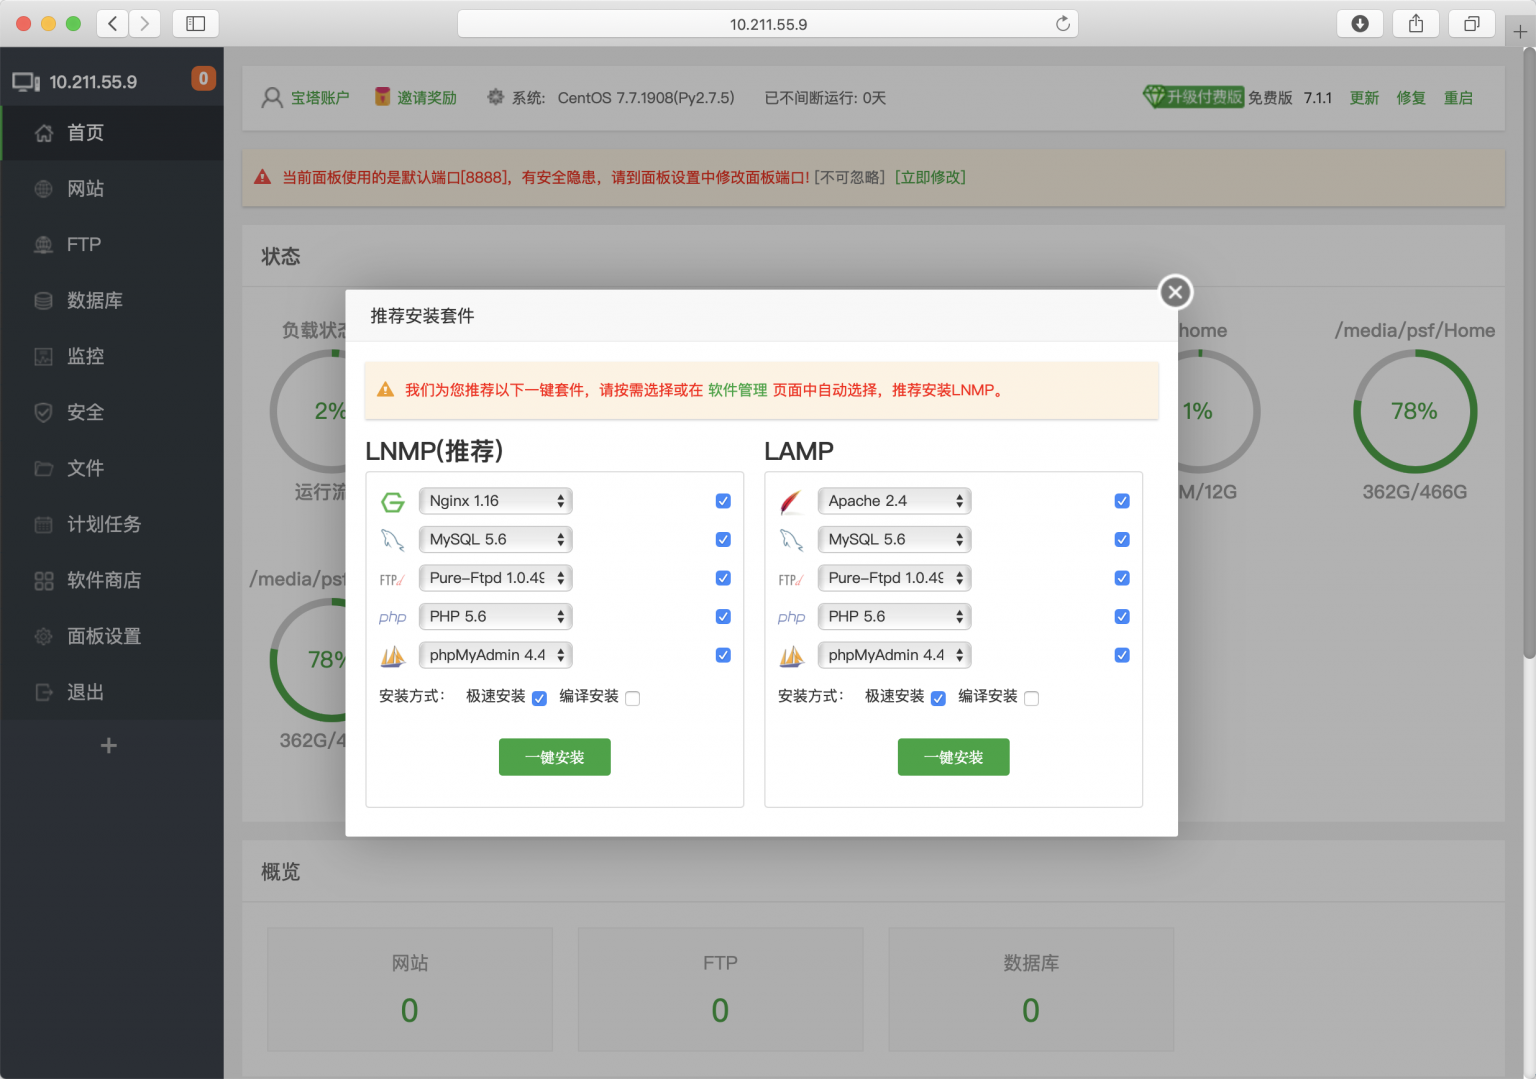 10.211.55.9
10.211.55.9
0
首页
网站
FTP
数据库
监控
安全
文件
计划任务
软件商店
面板设置
退出
宝塔账户 邀请奖励 系统: CentOS 7.7.1908(Py2.7.5) 已不间断运行: 0天 升级付费版 免费版 7.1.1 更新 修复 重启
当前面板使用的是默认端口[8888]，有安全隐患，请到面板设置中修改面板端口! [不可忽略] [立即修改]
状态
负载状
2%
运行流
home
1%
M/12G
/media/psf/Home
78%
362G/466G
/media/psf
78%
362G/4
推荐安装套件
我们为您推荐以下一键套件，请按需选择或在 软件管理 页面中自动选择，推荐安装LNMP。
LNMP(推荐)
Nginx 1.16
MySQL 5.6
FTP Pure-Ftpd 1.0.49
php PHP 5.6
phpMyAdmin 4.4
安装方式： 极速安装 编译安装
一键安装
LAMP
Apache 2.4
MySQL 5.6
FTP Pure-Ftpd 1.0.49
php PHP 5.6
phpMyAdmin 4.4
安装方式： 极速安装 编译安装
一键安装
概览
网站
0
FTP
0
数据库
0